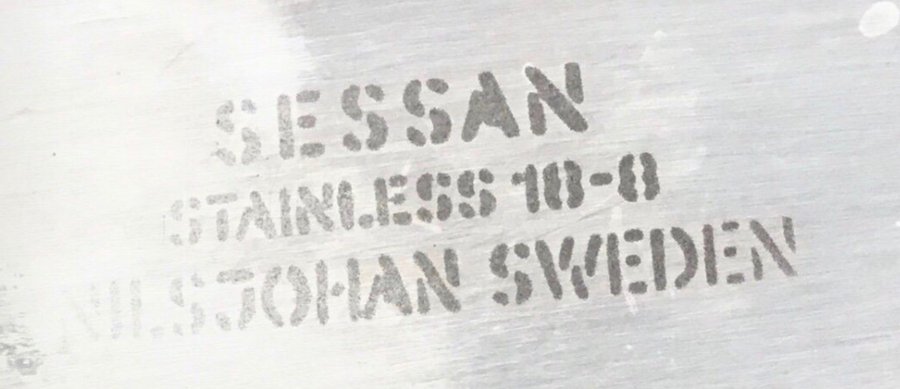 SESSAN
STAINLESS 18-8
NILSJOHAN SWEDEN